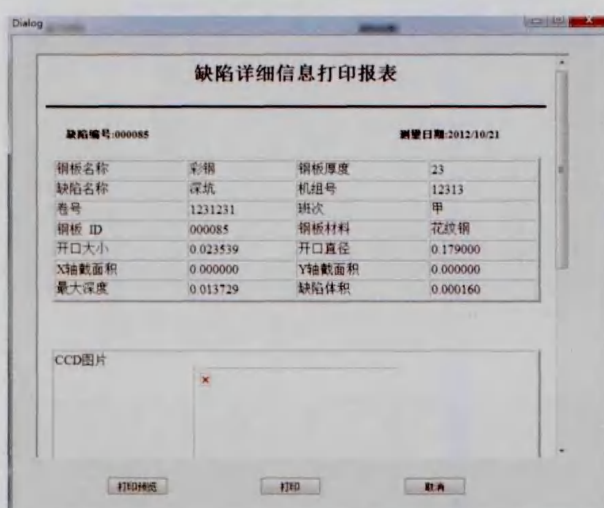 Dialog
缺陷详细信息打印报表
缺陷编号:000085 测量日期:2012/10/21
钢板名称 彩钢 钢板厚度 23
缺陷名称 深坑 机组号 12313
卷号 1231231 班次 甲
钢板 ID 000085 钢板材料 花纹钢
开口大小 0.023539 开口直径 0.179000
X轴截面积 0.000000 Y轴截面积 0.000000
最大深度 0.013729 缺陷体积 0.000160
CCD图片
打印预览 打印 取消